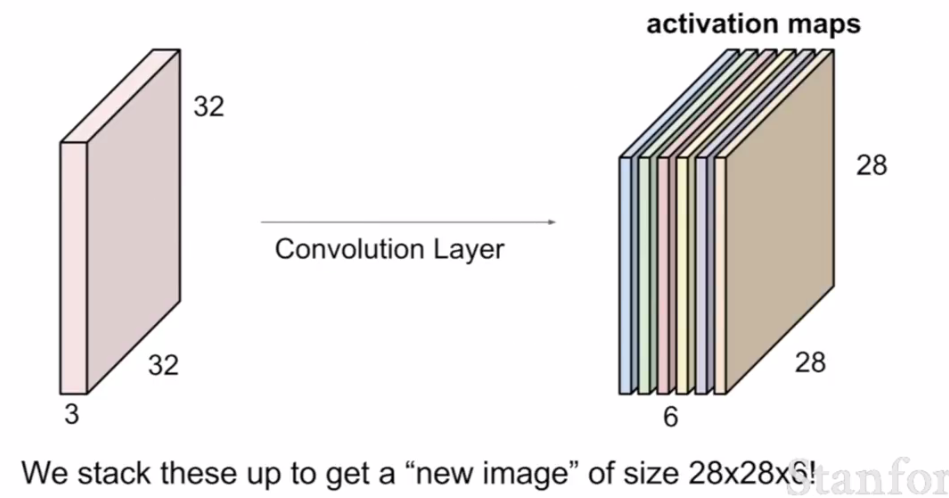 activation maps
32
28
Convolution Layer
32
28
3
6
We stack these up to get a “new image” of size 28x28x6!
Stanfor